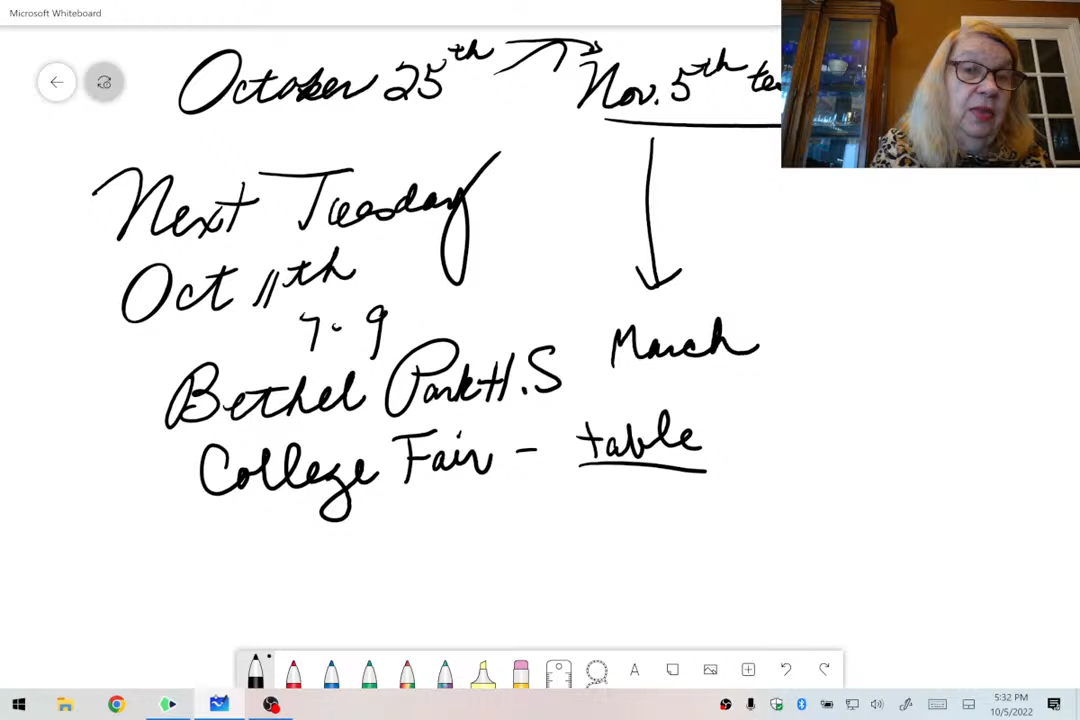 Microsoft Whiteboard
October 25th Nov. 5th
Next Tuesday
Oct 11th
7-9
March
Bethel Park H.S
College Fair - table
A
5:32 PM
10/5/2022